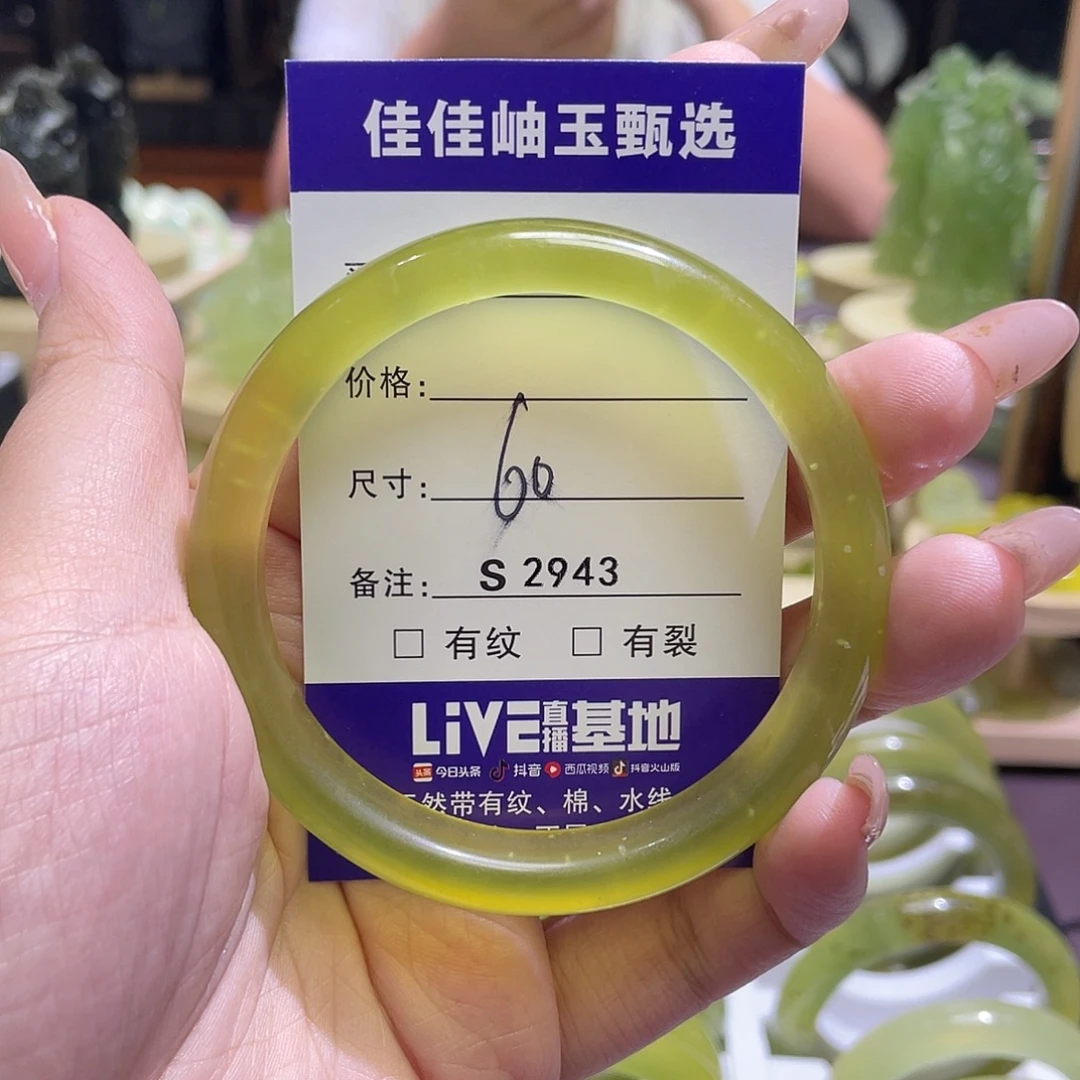 佳佳岫玉甄选
价格:
尺寸: 60
备注: S 2943
□ 有纹 □ 有裂
LiVE直播基地
头条 今日头条 抖音 西瓜视频 抖音火山版
然带有纹、棉、水线